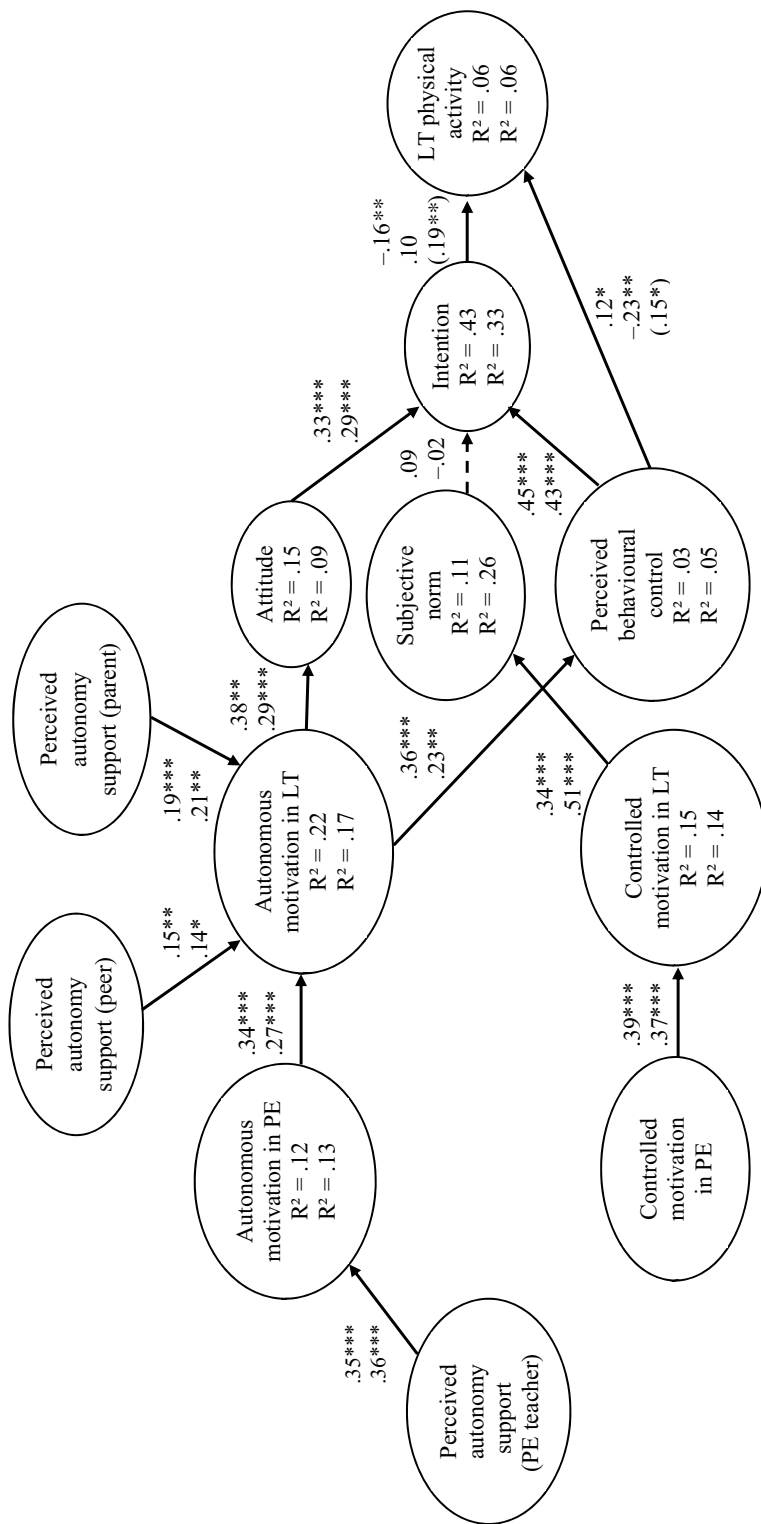 Perceived
autonomy
support (peer)
Perceived
autonomy
support (parent)
.15**
.14*
.19***
.21**
Autonomous
motivation in PE
R² = .12
R² = .13
.34***
.27***
Autonomous
motivation in LT
R² = .22
R² = .17
.38**
.29***
Attitude
R² = .15
R² = .09
.33***
.29***
.35***
.36***
Perceived
autonomy
support
(PE teacher)
.36***
.23**
Subjective
norm
R² = .11
R² = .26
.09
−.02
Intention
R² = .43
R² = .33
−.16**
.10
(.19**)
LT physical
activity
R² = .06
R² = .06
.34***
.51***
.45***
.43***
.12*
−.23**
(.15*)
Controlled
motivation
in PE
.39***
.37***
Controlled
motivation in LT
R² = .15
R² = .14
Perceived
behavioural
control
R² = .03
R² = .05